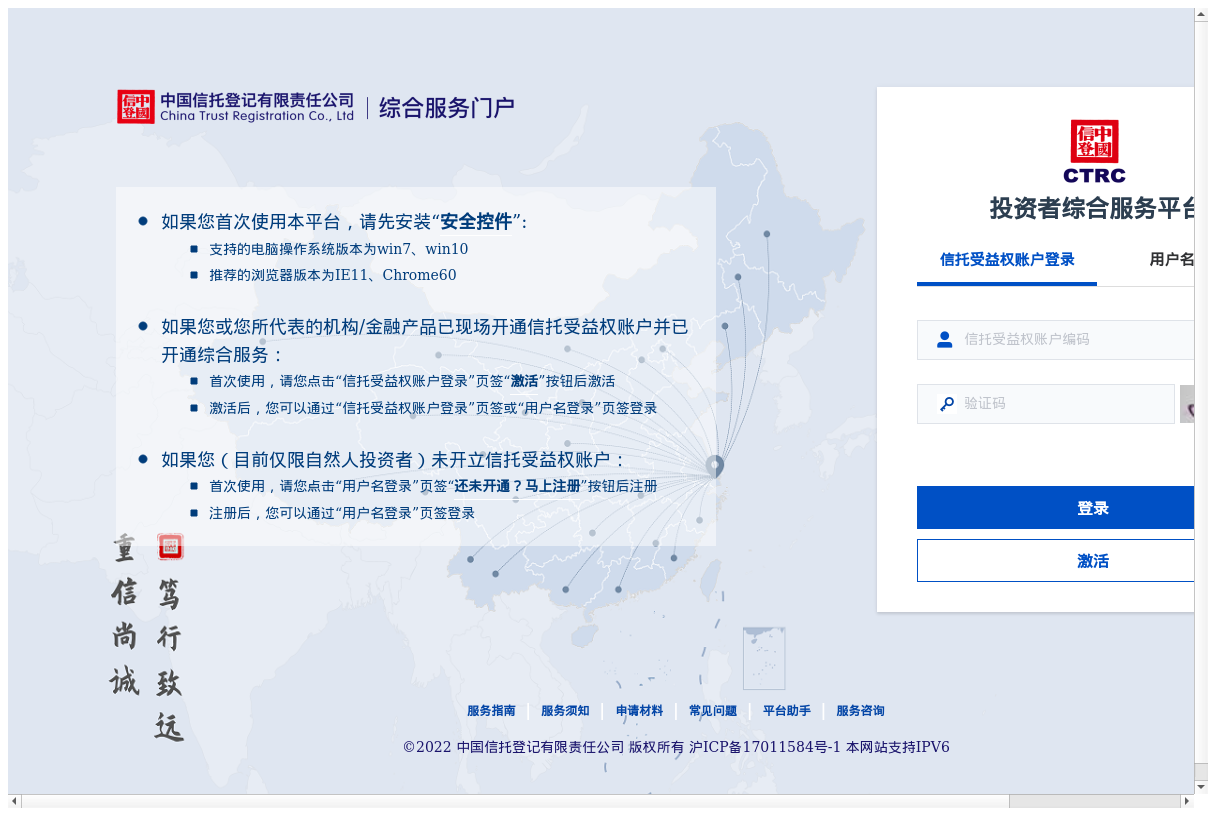 中国信托登记有限责任公司
China Trust Registration Co., Ltd
综合服务门户
信中
登國
CTRC
投资者综合服务平台
信托受益权账户登录
用户名
信托受益权账户编码
验证码
登录
激活
如果您首次使用本平台，请先安装“安全控件”:
支持的电脑操作系统版本为win7、win10
推荐的浏览器版本为IE11、Chrome60
如果您或您所代表的机构/金融产品已现场开通信托受益权账户并已
开通综合服务：
首次使用，请您点击“信托受益权账户登录”页签“激活”按钮后激活
激活后，您可以通过“信托受益权账户登录”页签或“用户名登录”页签登录
如果您（目前仅限自然人投资者）未开立信托受益权账户：
首次使用，请您点击“用户名登录”页签“还未开通？马上注册”按钮后注册
注册后，您可以通过“用户名登录”页签登录
重信尚诚
笃行致远
服务指南
服务须知
申请材料
常见问题
平台助手
服务咨询
©2022 中国信托登记有限责任公司 版权所有 沪ICP备17011584号-1 本网站支持IPV6